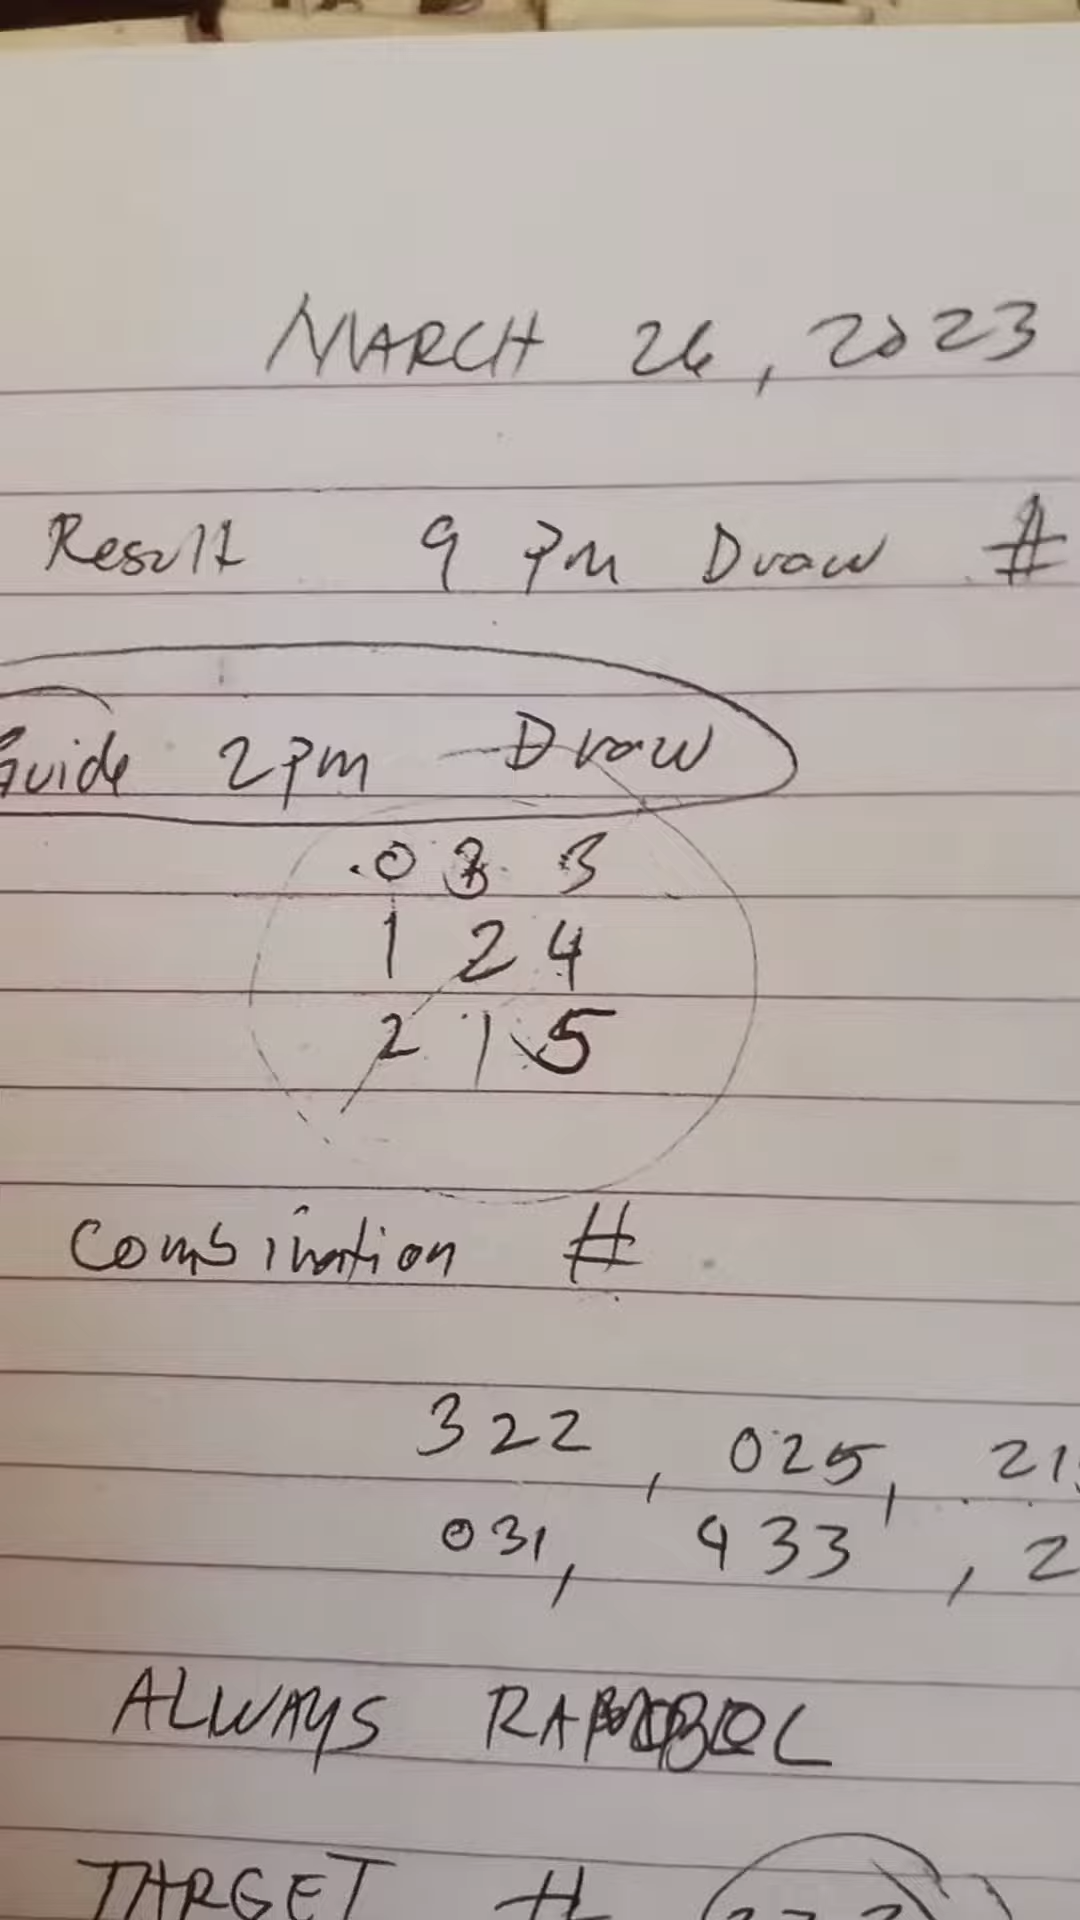 MARCH 26, 2023
Result 9 pm Draw #
Guide 2pm Draw
0 3 3
1 2 4
2 1 5
Combination #
322, 025, 21
031, 433, 2
ALWAYS
TARGET #